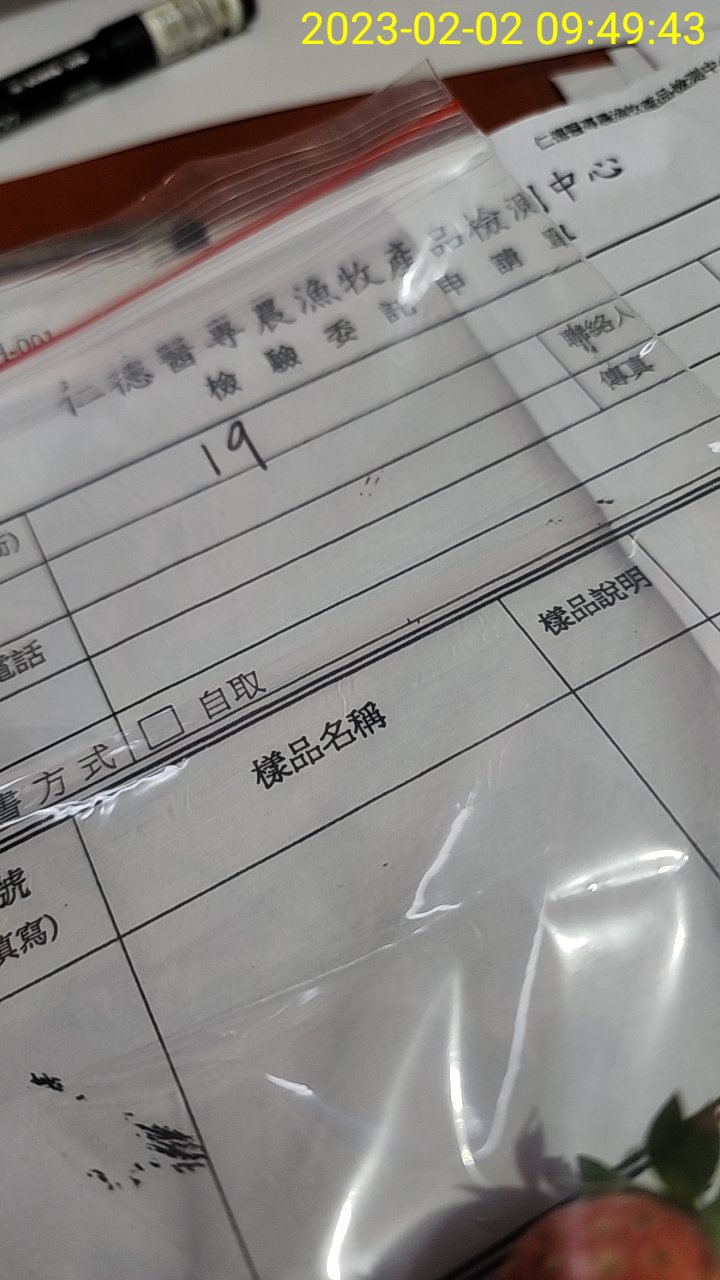 2023-02-02 09:49:43
仁德醫專農漁牧產品檢測中心
仁德醫專農漁牧產品檢測中心
檢驗委託申請單
-001
19
聯絡人
傳真
電話
書方式 □ 自取
樣品名稱
樣品說明
號
填寫)